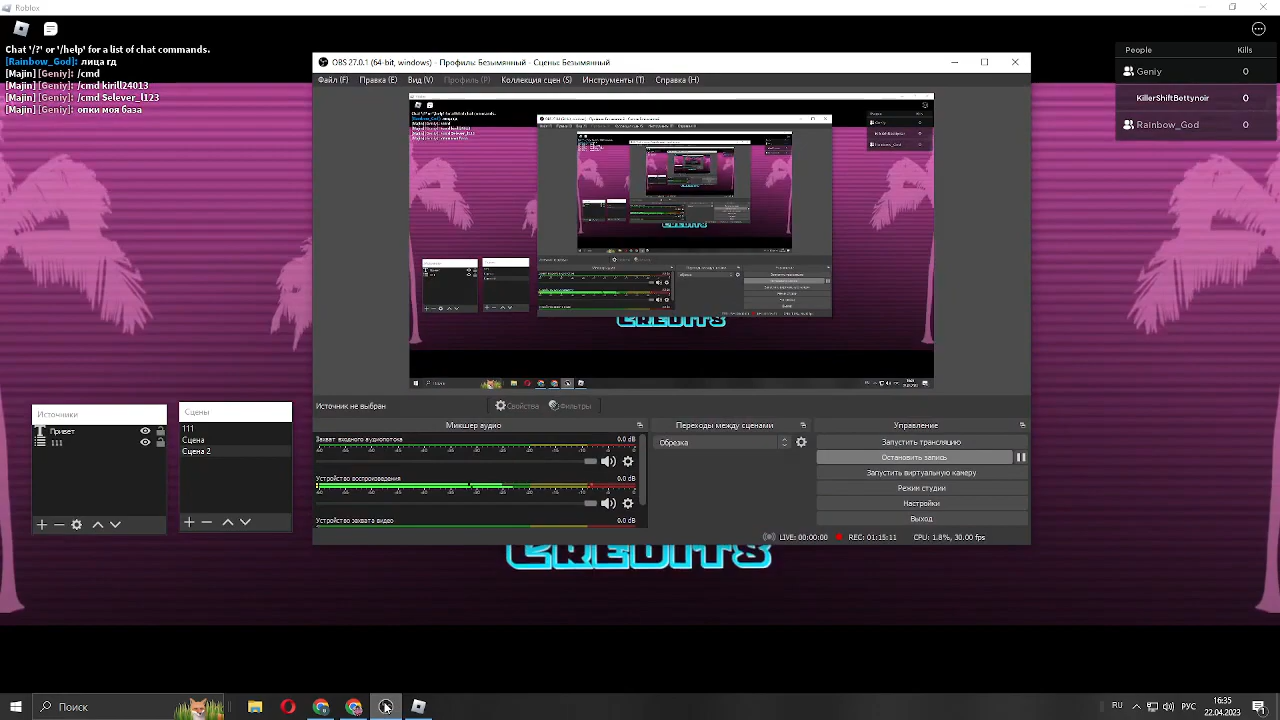 Roblox
Chat '/?' or '/help' for a list of chat commands.
[Rainbow_God]: лица гд
[Majin] [Geniy]: /cmd
[Majin] [Geniy]: /cmd kirill24013
[Majin] [Geniy]: /cmd Selever_l123
[Majin] [Geniy]: опки моя база
People Kills
Geniy 0
JollerShiftBattynoir 0
God
OBS 27.0.1 (64-bit, windows) - Профиль: Безымянный - Сцены: Безымянный
Файл (F) Правка (E) Вид (V) Профиль (P) Коллекция сцен (S) Инструменты (T) Справка (H)
CREDITS
Источник не выбран
Свойства
Фильтры
Источники
Привет
111
Сцены
111
Сцена
Сцена 2
Микшер аудио
Захват входного аудиопотока 0.0 dB
Устройство воспроизведения 0.0 dB
Устройство захвата видео 0.0 dB
Переходы между сценами
Обрезка
Управление
Запустить трансляцию
Остановить запись
Запустить виртуальную камеру
Режим студии
Настройки
Выход
LIVE: 00:00:00 REC: 01:15:11 CPU: 1.8%, 30.00 fps
CREDITS
Поиск
RU
РУС
16:35
22.04.2023